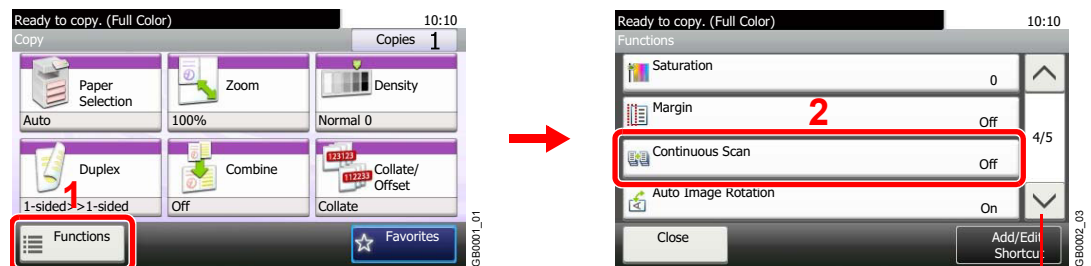 Ready to copy. (Full Color) 10:10
Copy Copies 1
Paper Selection Zoom Density
Auto 100% Normal 0
123123
112233
Duplex Combine Collate/ Offset
1
1-sided>>1-sided Off Collate
Functions Favorites
GB0001_01
Ready to copy. (Full Color) 10:10
Functions
Saturation 0
2
Margin Off
4/5
Continuous Scan Off
Auto Image Rotation On
Close Add/Edit Shortcut
GB0002_03